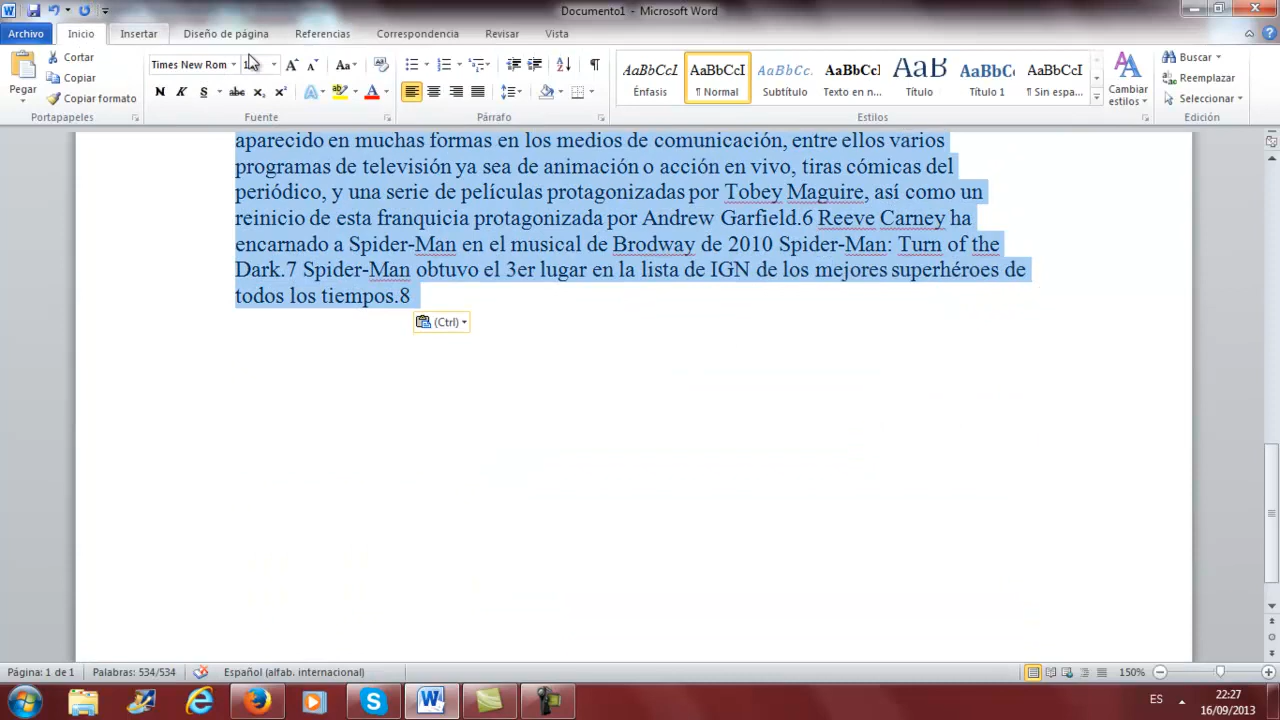 Documento1 - Microsoft Word
Archivo Inicio Insertar Diseño de página Referencias Correspondencia Revisar Vista
Pegar
Cortar
Copiar
Copiar formato
Portapapeles
Times New Rom
N K S abc x₂ x²
Aa
Fuente
Párrafo
AaBbCcI AaBbCcI AaBbCc. AaBbCcI AaB AaBbC AaBbCcI
Énfasis ¶ Normal Subtítulo Texto en n... Título Título 1 ¶ Sin espa...
Cambiar
estilos
Estilos
Buscar
Reemplazar
Seleccionar
Edición
aparecido en muchas formas en los medios de comunicación, entre ellos varios
programas de televisión ya sea de animación o acción en vivo, tiras cómicas del
periódico, y una serie de películas protagonizadas por Tobey Maguire, así como un
reinicio de esta franquicia protagonizada por Andrew Garfield.6 Reeve Carney ha
encarnado a Spider-Man en el musical de Brodway de 2010 Spider-Man: Turn of the
Dark.7 Spider-Man obtuvo el 3er lugar en la lista de IGN de los mejores superhéroes de
todos los tiempos.8
(Ctrl)
Página: 1 de 1 Palabras: 534/534 Español (alfab. internacional) 150%
ES 22:27
16/09/2013